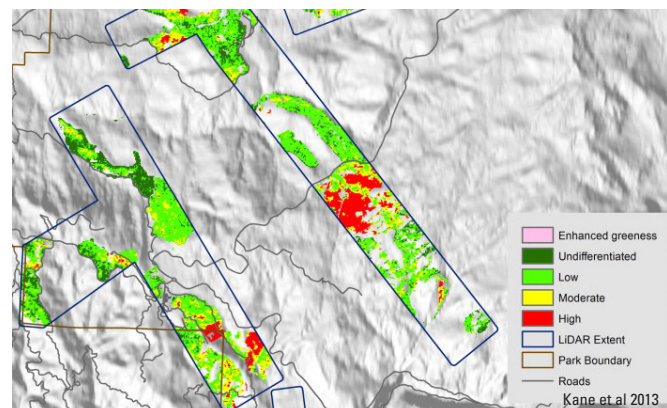 Enhanced greeness
Undifferentiated
Low
Moderate
High
LiDAR Extent
Park Boundary
Roads
Kane et al 2013